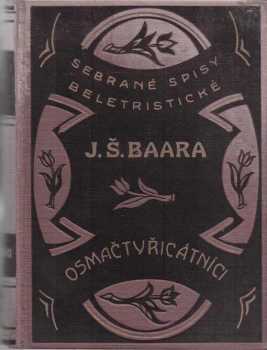 SEBRANÉ SPISY
BELETRISTICKÉ
J.Š.BAARA
OSMAČTYŘICÁTNÍCI